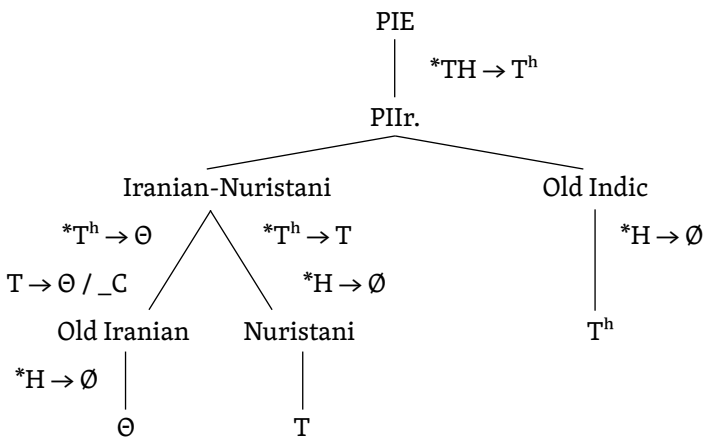 PIE
*TH → Tʰ
PIIr.
Iranian-Nuristani Old Indic
*Tʰ → Θ *Tʰ → T *H → Ø
T → Θ / _C *H → Ø
Old Iranian Nuristani Tʰ
*H → Ø
Θ T